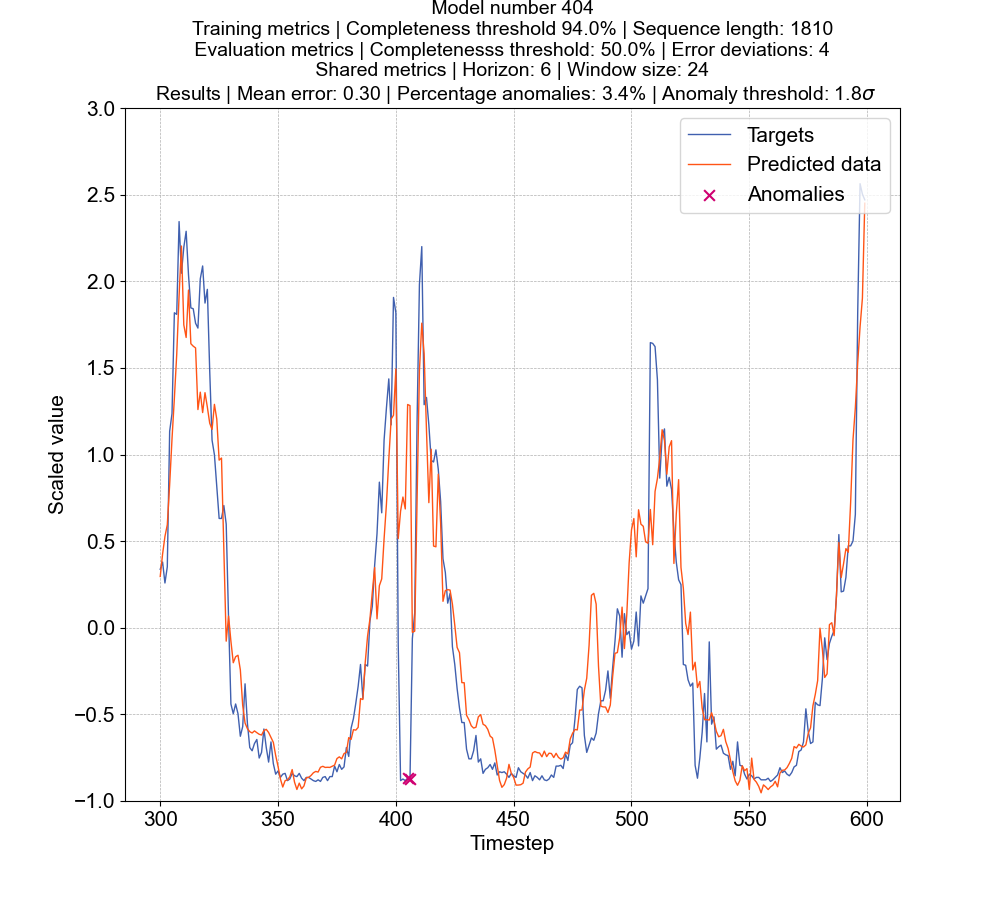 Model number 404
Training metrics | Completeness threshold 94.0% | Sequence length: 1810
Evaluation metrics | Completenesss threshold: 50.0% | Error deviations: 4
Shared metrics | Horizon: 6 | Window size: 24
Results | Mean error: 0.30 | Percentage anomalies: 3.4% | Anomaly threshold: 1.8σ
Targets
Predicted data
Anomalies
Scaled value
3.0
2.5
2.0
1.5
1.0
0.5
0.0
−0.5
−1.0
300 350 400 450 500 550 600
Timestep